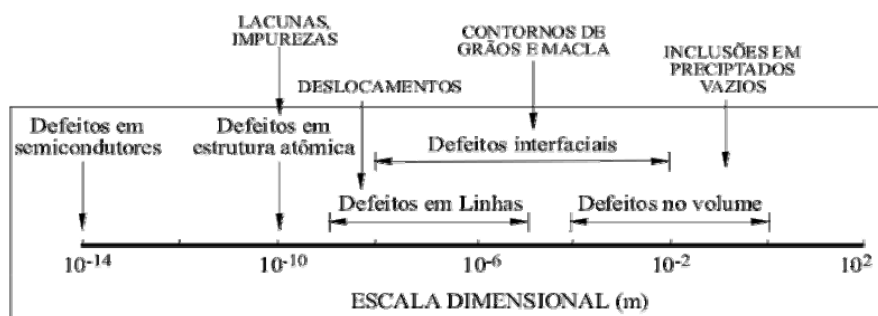 LACUNAS,
IMPUREZAS
CONTORNOS DE
GRÃOS E MACLA
INCLUSÕES EM
PRECIPTADOS
VAZIOS
DESLOCAMENTOS
Defeitos em
semicondutores
Defeitos em
estrutura atômica
Defeitos interfaciais
Defeitos em Linhas
Defeitos no volume
10⁻¹⁴ 10⁻¹⁰ 10⁻⁶ 10⁻² 10²
ESCALA DIMENSIONAL (m)